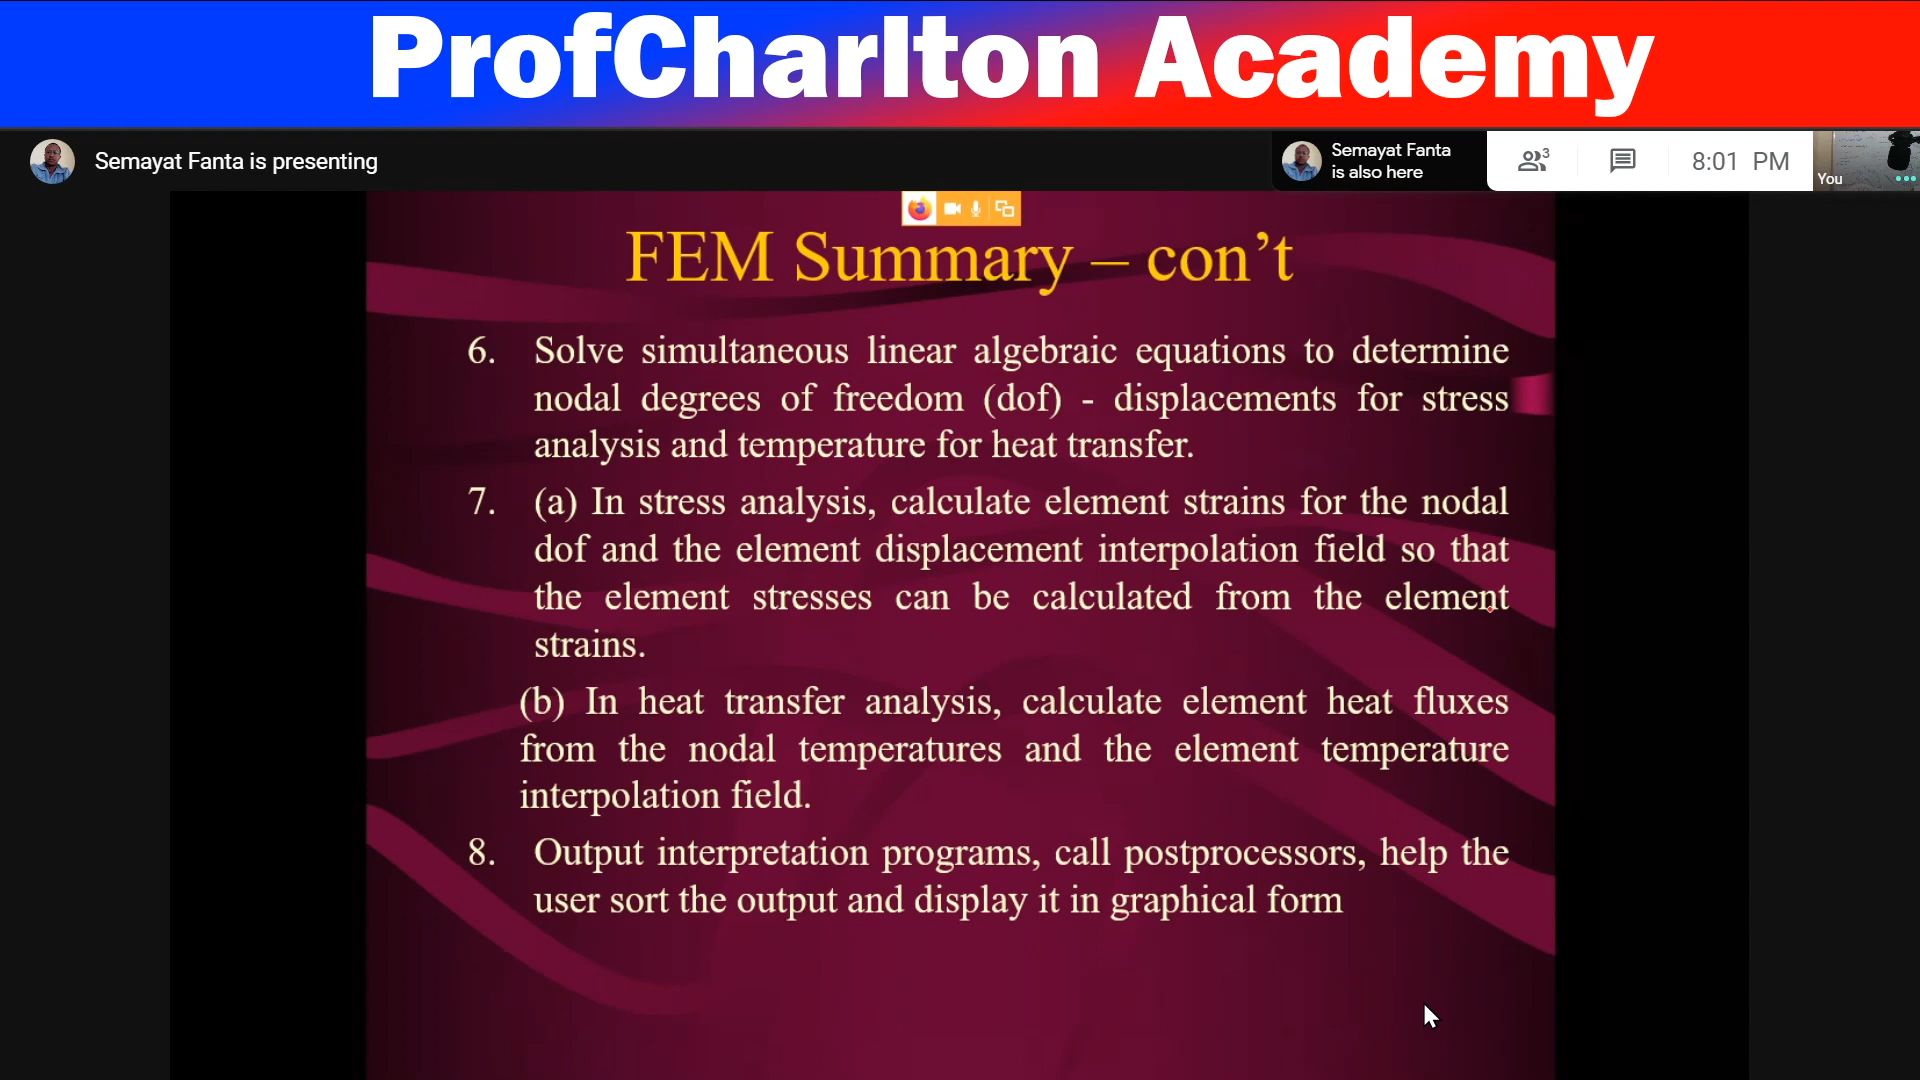 ProfCharlton Academy
Semayat Fanta is presenting
Semayat Fanta
is also here
3
8:01 PM
You
FEM Summary – con’t
6. Solve simultaneous linear algebraic equations to determine
nodal degrees of freedom (dof) - displacements for stress
analysis and temperature for heat transfer.
7. (a) In stress analysis, calculate element strains for the nodal
dof and the element displacement interpolation field so that
the element stresses can be calculated from the element
strains.
(b) In heat transfer analysis, calculate element heat fluxes
from the nodal temperatures and the element temperature
interpolation field.
8. Output interpretation programs, call postprocessors, help the
user sort the output and display it in graphical form